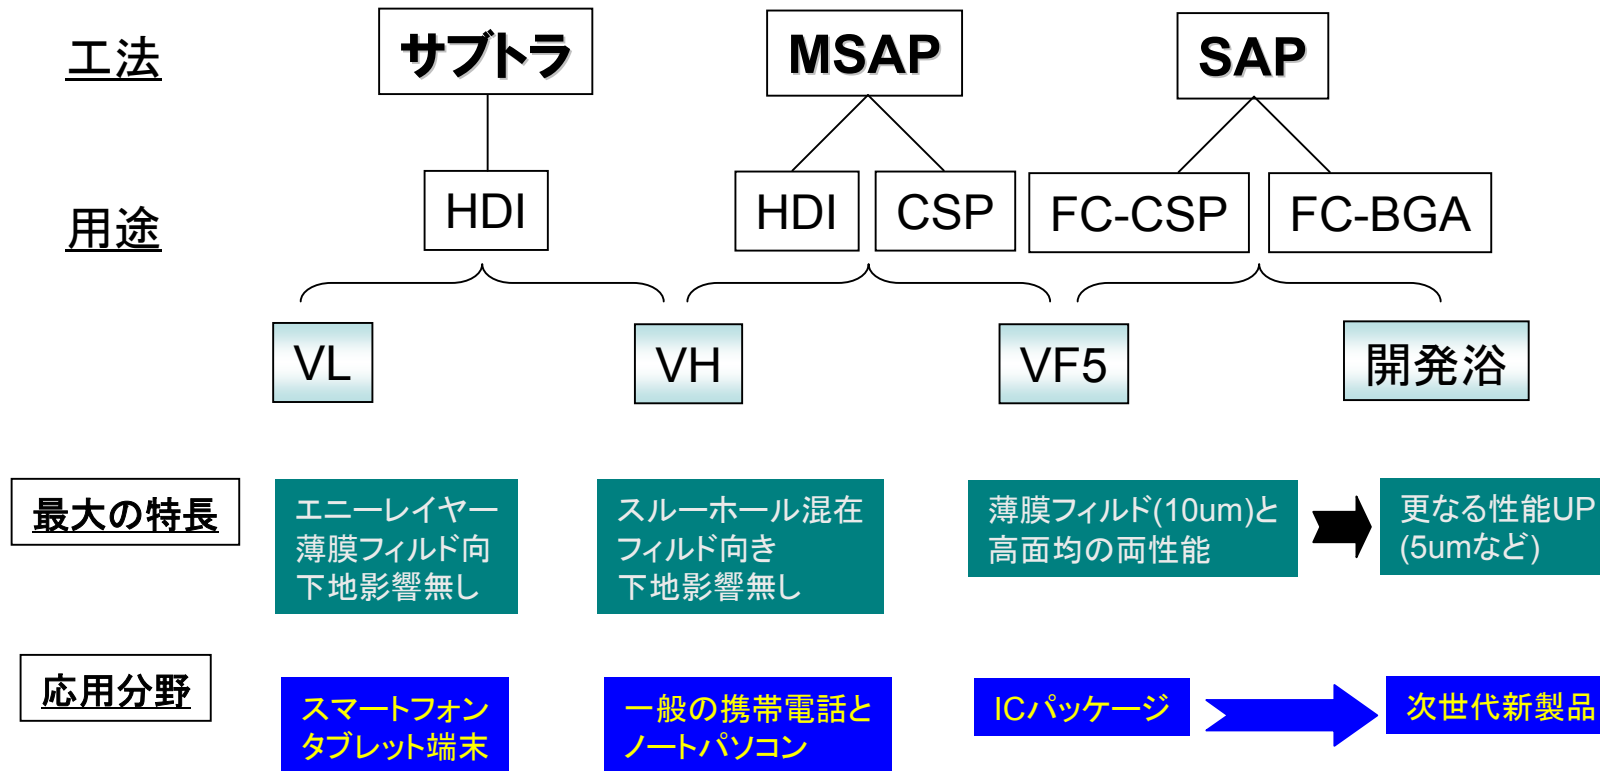 工法
サブトラ
MSAP
SAP
用途
HDI
HDI
CSP
FC-CSP
FC-BGA
VL
VH
VF5
開発浴
最大の特長
エニーレイヤー
薄膜フィルド向
下地影響無し
スルーホール混在
フィルド向き
下地影響無し
薄膜フィルド(10um)と
高面均の両性能
更なる性能UP
(5umなど)
応用分野
スマートフォン
タブレット端末
一般の携帯電話と
ノートパソコン
ICパッケージ
次世代新製品